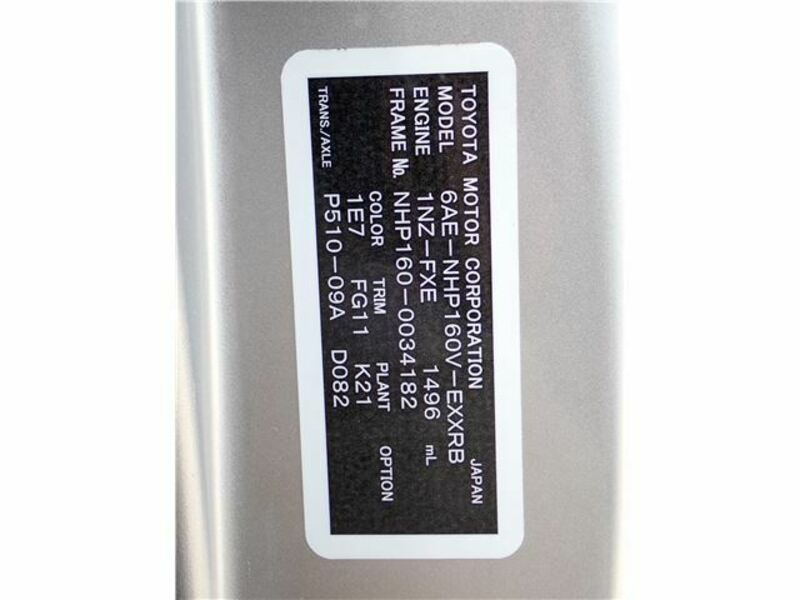 TOYOTA MOTOR CORPORATION JAPAN
MODEL 6AE-NHP160V-EXXRB
ENGINE 1NZ-FXE 1496 mL
FRAME No. NHP160-0034182
COLOR TRIM PLANT OPTION
1E7 FG11 K21
TRANS./AXLE P510-09A D082